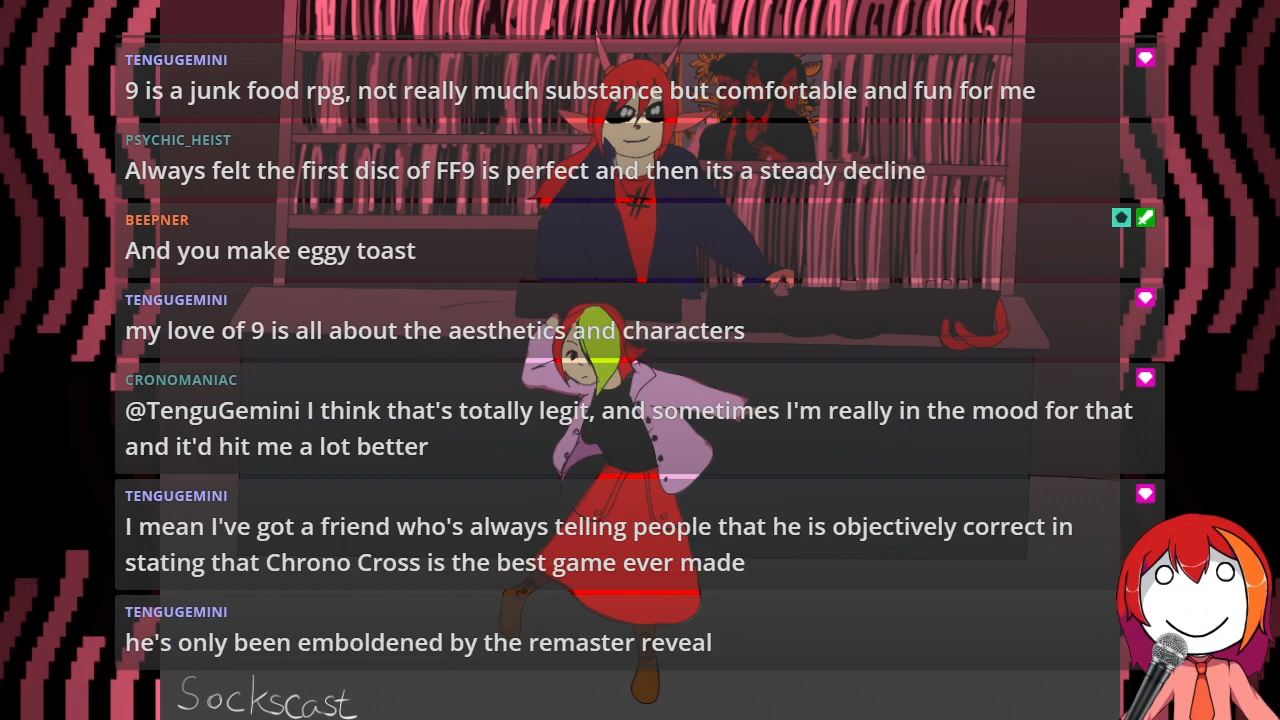 TENGUGEMINI
9 is a junk food rpg, not really much substance but comfortable and fun for me
PSYCHIC_HEIST
Always felt the first disc of FF9 is perfect and then its a steady decline
BEEPNER
And you make eggy toast
TENGUGEMINI
my love of 9 is all about the aesthetics and characters
CRONOMANIAC
@TenguGemini I think that's totally legit, and sometimes I'm really in the mood for that
and it'd hit me a lot better
TENGUGEMINI
I mean I've got a friend who's always telling people that he is objectively correct in
stating that Chrono Cross is the best game ever made
TENGUGEMINI
he's only been emboldened by the remaster reveal
Sockscast